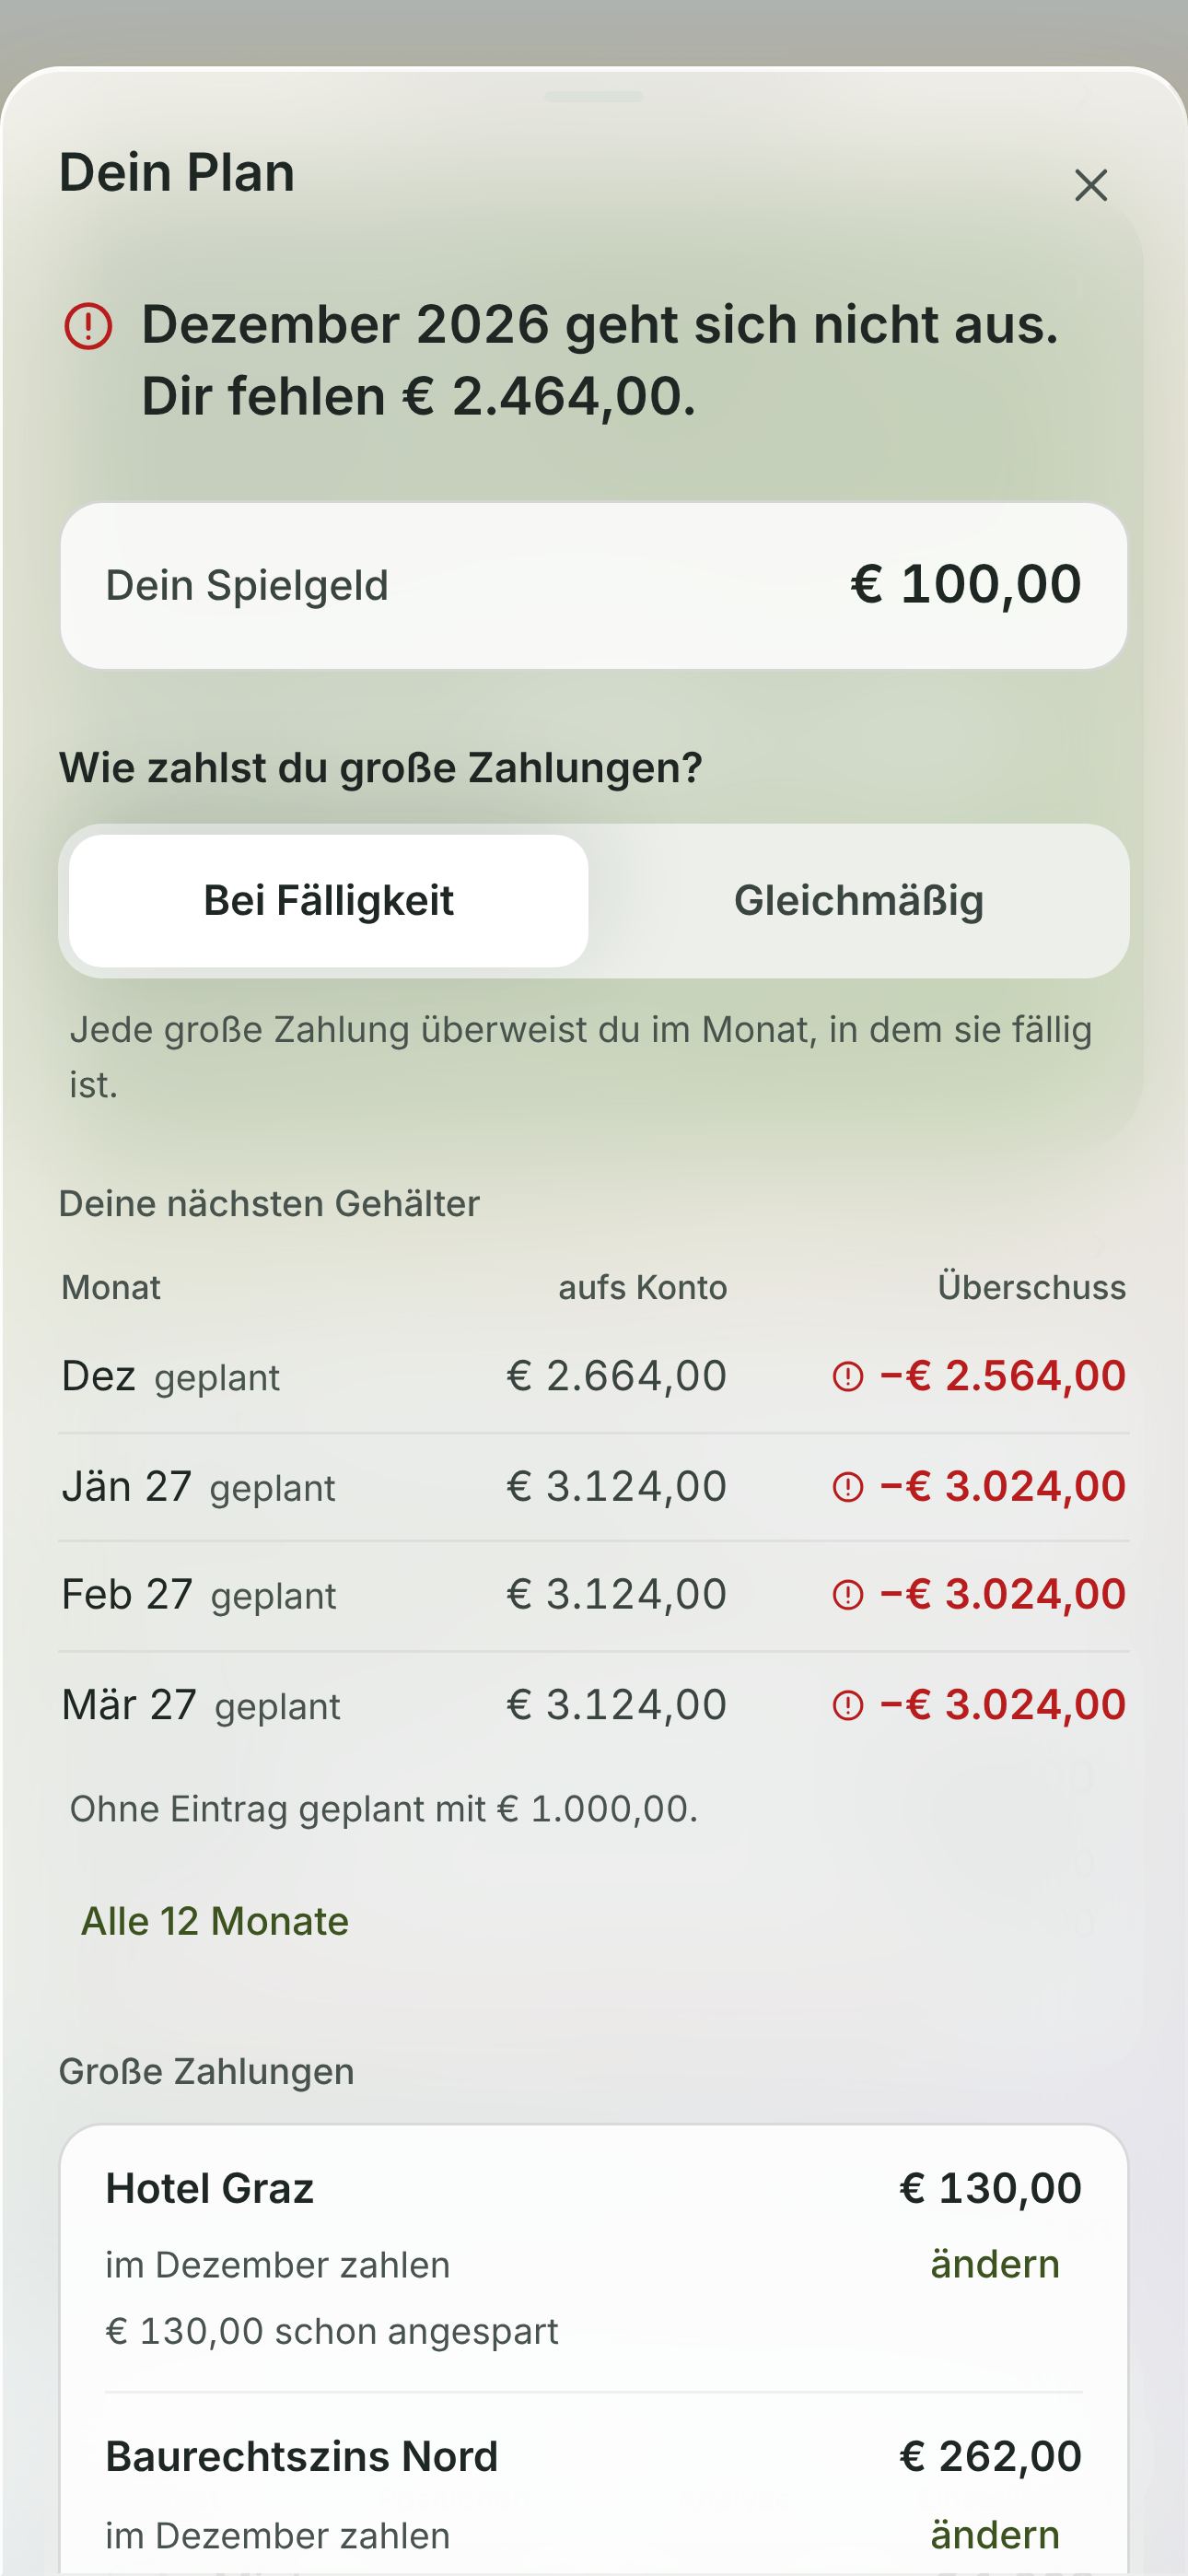 Dein Plan
Dezember 2026 geht sich nicht aus.
Dir fehlen € 2.464,00.
Dein Spielgeld € 100,00
Wie zahlst du große Zahlungen?
Bei Fälligkeit Gleichmäßig
Jede große Zahlung überweist du im Monat, in dem sie fällig
ist.
Deine nächsten Gehälter
Monat aufs Konto Überschuss
Dez geplant € 2.664,00 −€ 2.564,00
Jän 27 geplant € 3.124,00 −€ 3.024,00
Feb 27 geplant € 3.124,00 −€ 3.024,00
Mär 27 geplant € 3.124,00 −€ 3.024,00
Ohne Eintrag geplant mit € 1.000,00.
Alle 12 Monate
Große Zahlungen
Hotel Graz € 130,00
im Dezember zahlen ändern
€ 130,00 schon angespart
Baurechtszins Nord € 262,00
im Dezember zahlen ändern